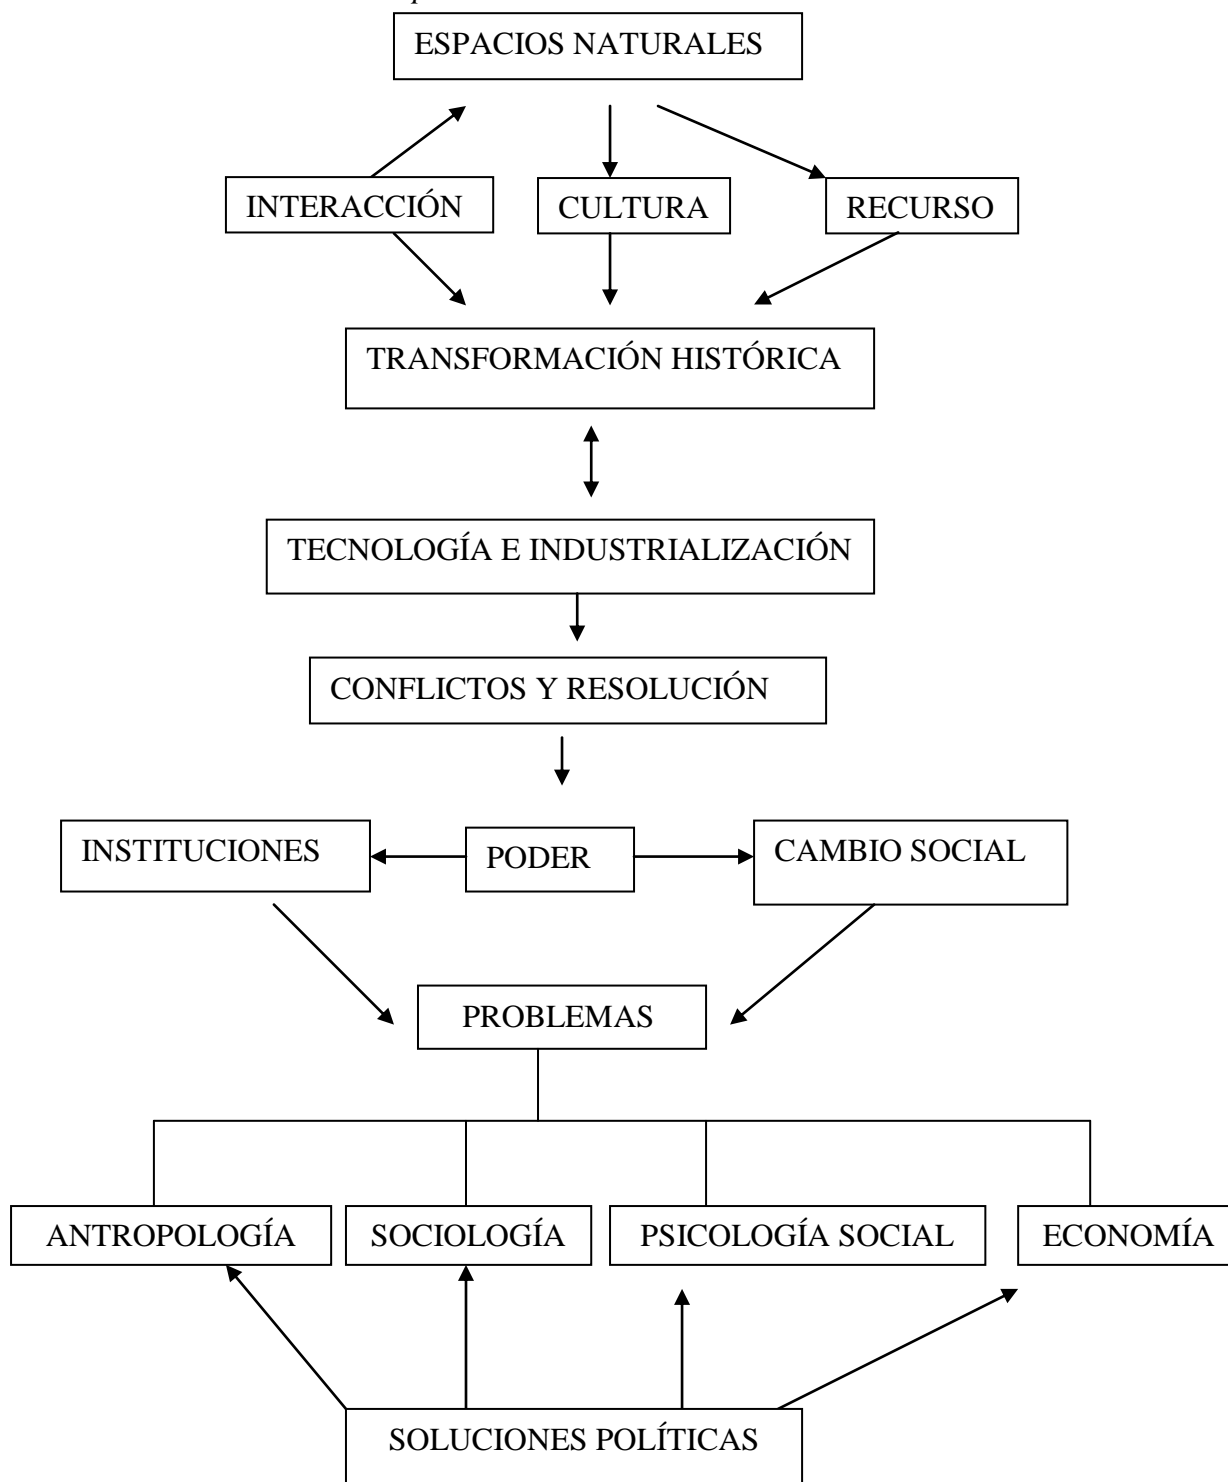 ESPACIOS NATURALES
INTERACCIÓN
CULTURA
RECURSO
TRANSFORMACIÓN HISTÓRICA
TECNOLOGÍA E INDUSTRIALIZACIÓN
CONFLICTOS Y RESOLUCIÓN
INSTITUCIONES
PODER
CAMBIO SOCIAL
PROBLEMAS
ANTROPOLOGÍA
SOCIOLOGÍA
PSICOLOGÍA SOCIAL
ECONOMÍA
SOLUCIONES POLÍTICAS